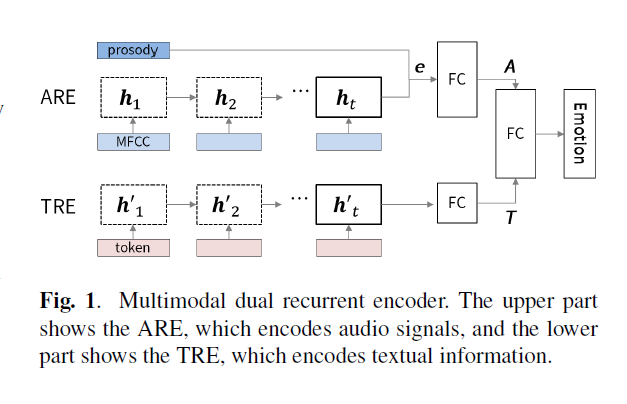 prosody
e
FC
A
ARE
h1
h2
...
ht
MFCC
FC
Emotion
TRE
h'1
h'2
...
h't
FC
T
token
Fig. 1. Multimodal dual recurrent encoder. The upper part
shows the ARE, which encodes audio signals, and the lower
part shows the TRE, which encodes textual information.